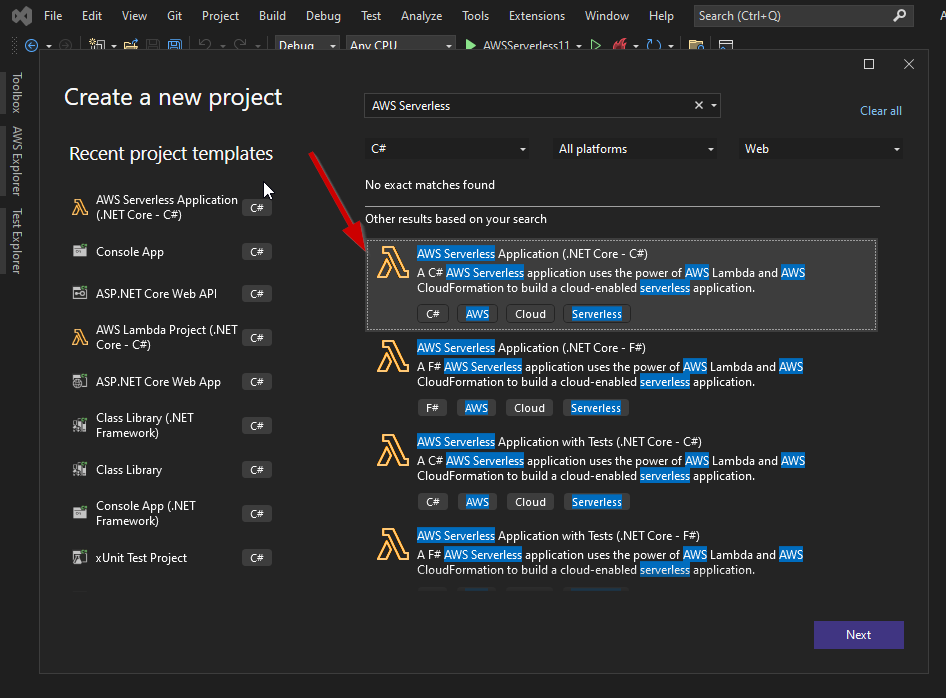 File Edit View Git Project Build Debug Test Analyze Tools Extensions Window Help Search (Ctrl+Q)
Debug Any CPU AWSServerless11
Toolbox
AWS Explorer
Test Explorer
Create a new project
Recent project templates
AWS Serverless Application
(.NET Core - C#)
C#
Console App
C#
ASP.NET Core Web API
C#
AWS Lambda Project (.NET
Core - C#)
C#
ASP.NET Core Web App
C#
Class Library (.NET
Framework)
C#
Class Library
C#
Console App (.NET
Framework)
C#
xUnit Test Project
C#
AWS Serverless
Clear all
C# All platforms Web
No exact matches found
Other results based on your search
AWS Serverless Application (.NET Core - C#)
A C# AWS Serverless application uses the power of AWS Lambda and AWS
CloudFormation to build a cloud-enabled serverless application.
C# AWS Cloud Serverless
AWS Serverless Application (.NET Core - F#)
A F# AWS Serverless application uses the power of AWS Lambda and AWS
CloudFormation to build a cloud-enabled serverless application.
F# AWS Cloud Serverless
AWS Serverless Application with Tests (.NET Core - C#)
A C# AWS Serverless application uses the power of AWS Lambda and AWS
CloudFormation to build a cloud-enabled serverless application.
C# AWS Cloud Serverless
AWS Serverless Application with Tests (.NET Core - F#)
A F# AWS Serverless application uses the power of AWS Lambda and AWS
CloudFormation to build a cloud-enabled serverless application.
Next